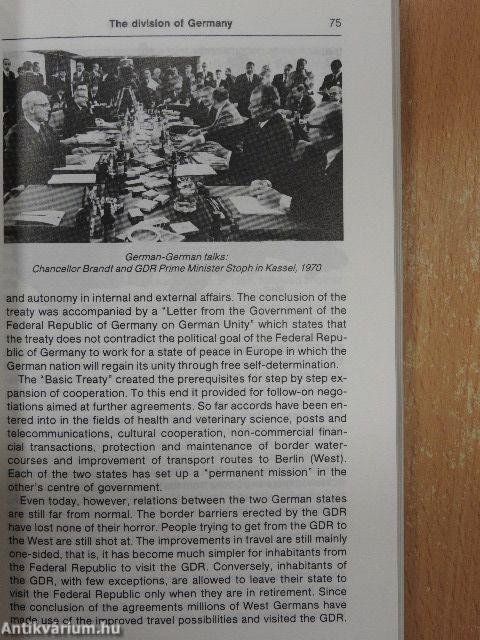 The division of Germany 75
German-German talks:
Chancellor Brandt and GDR Prime Minister Stoph in Kassel, 1970
and autonomy in internal and external affairs. The conclusion of the
treaty was accompanied by a "Letter from the Government of the
Federal Republic of Germany on German Unity" which states that
the treaty does not contradict the political goal of the Federal Repu-
blic of Germany to work for a state of peace in Europe in which the
German nation will regain its unity through free self-determination.
The "Basic Treaty" created the prerequisites for step by step ex-
pansion of cooperation. To this end it provided for follow-on nego-
tiations aimed at further agreements. So far accords have been en-
tered into in the fields of health and veterinary science, posts and
telecommunications, cultural cooperation, non-commercial finan-
cial transactions, protection and maintenance of border water-
courses and improvement of transport routes to Berlin (West).
Each of the two states has set up a "permanent mission" in the
other's centre of government.
Even today, however, relations between the two German states
are still far from normal. The border barriers erected by the GDR
have lost none of their horror. People trying to get from the GDR to
the West are still shot at. The improvements in travel are still mainly
one-sided, that is, it has become much simpler for inhabitants from
the Federal Republic to visit the GDR. Conversely, inhabitants of
the GDR, with few exceptions, are allowed to leave their state to
visit the Federal Republic only when they are in retirement. Since
the conclusion of the agreements millions of West Germans have
made use of the improved travel possibilities and visited the GDR.
Antikvarium.hu